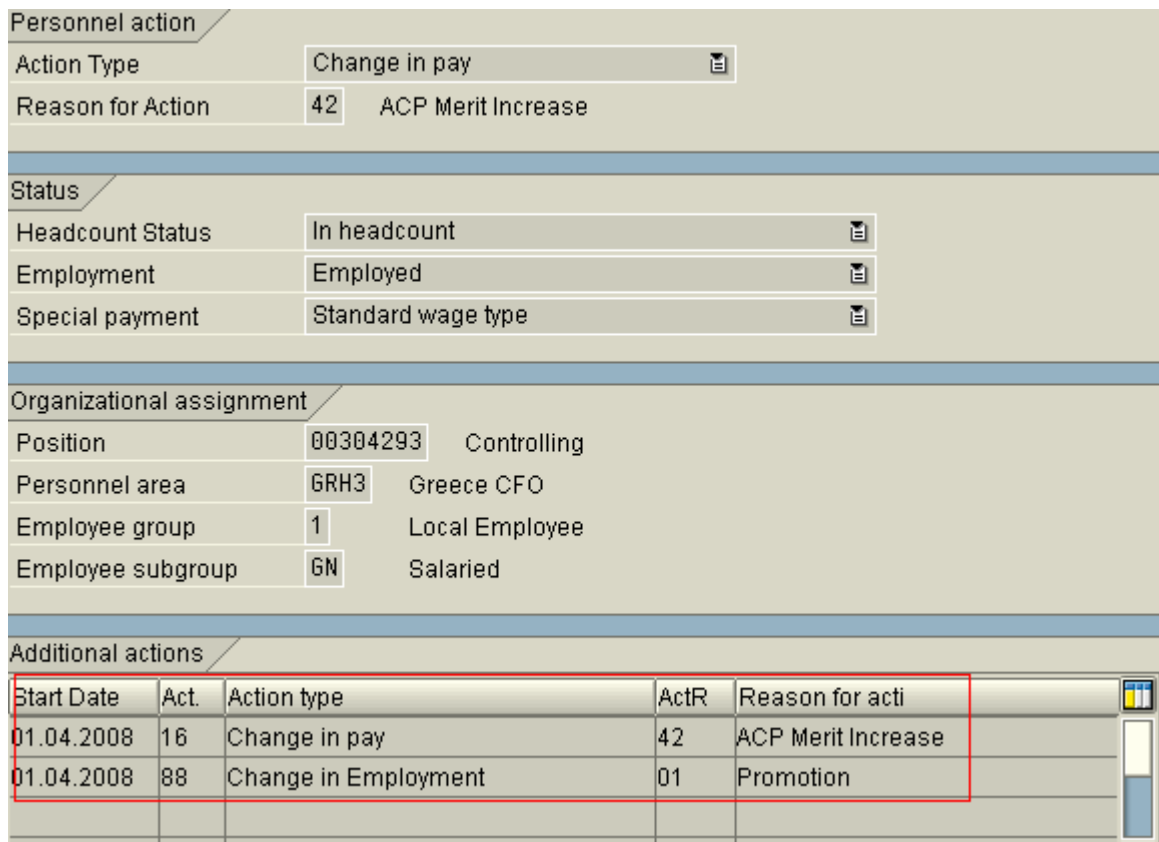 Personnel action
Action Type Change in pay
Reason for Action 42 ACP Merit Increase
Status
Headcount Status In headcount
Employment Employed
Special payment Standard wage type
Organizational assignment
Position 00304293 Controlling
Personnel area GRH3 Greece CFO
Employee group 1 Local Employee
Employee subgroup GN Salaried
Additional actions
Start Date Act. Action type ActR Reason for acti
01.04.2008 16 Change in pay 42 ACP Merit Increase
01.04.2008 88 Change in Employment 01 Promotion